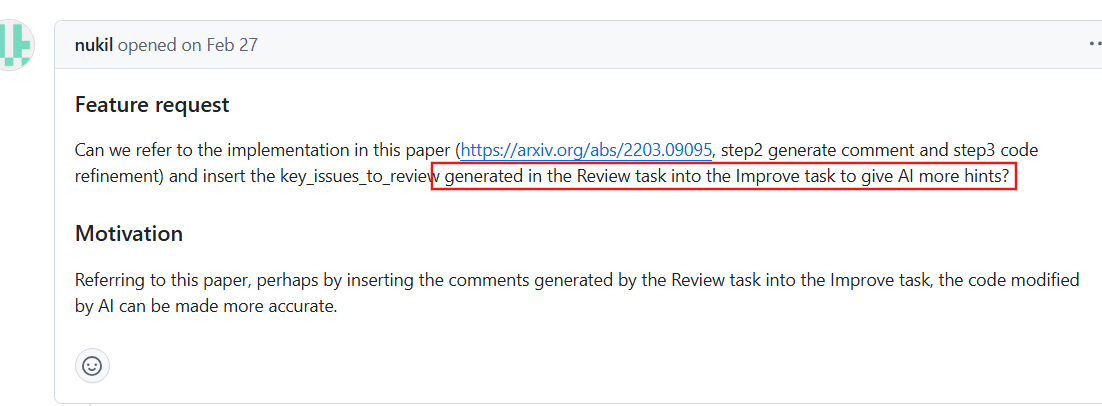 nukil opened on Feb 27
Feature request
Can we refer to the implementation in this paper (https://arxiv.org/abs/2203.09095, step2 generate comment and step3 code
refinement) and insert the key_issues_to_review generated in the Review task into the Improve task to give AI more hints?
Motivation
Referring to this paper, perhaps by inserting the comments generated by the Review task into the Improve task, the code modified
by AI can be made more accurate.